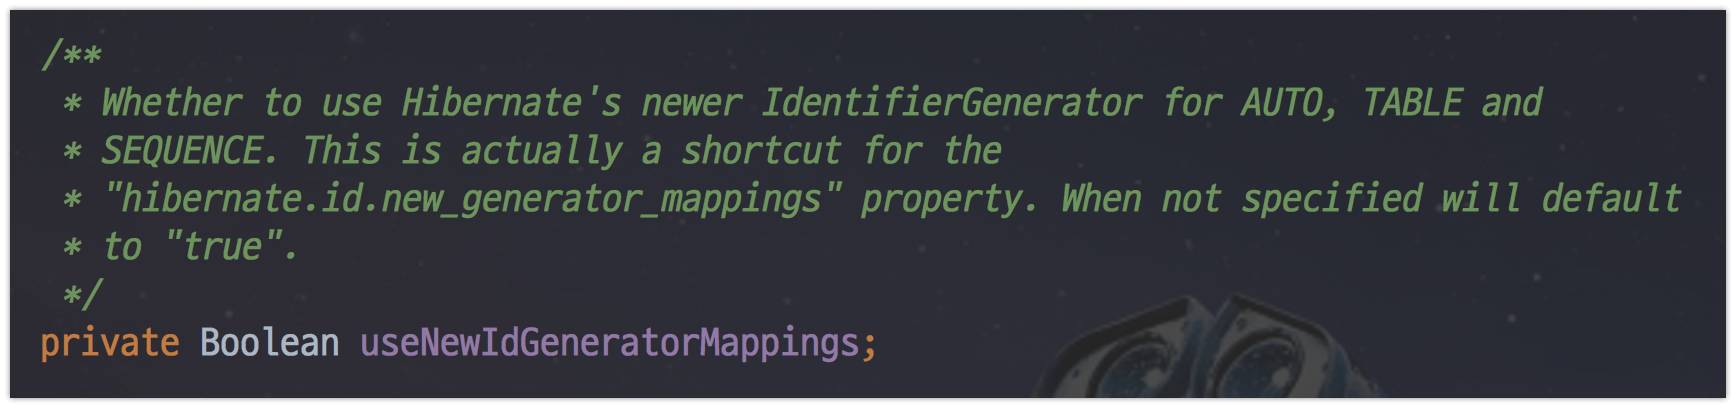 /**
* Whether to use Hibernate's newer IdentifierGenerator for AUTO, TABLE and
* SEQUENCE. This is actually a shortcut for the
* "hibernate.id.new_generator_mappings" property. When not specified will default
* to "true".
*/
private Boolean useNewIdGeneratorMappings;